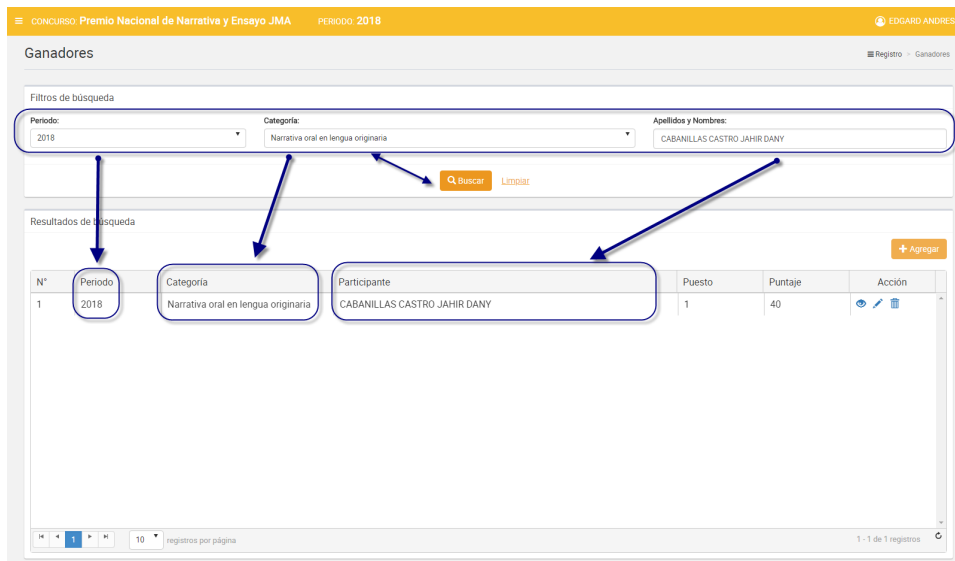 CONCURSO: Premio Nacional de Narrativa y Ensayo JMA PERIODO: 2018 EDGARD ANDRES
Ganadores Registro > Ganadores
Filtros de búsqueda
Periodo: Categoría: Apellidos y Nombres:
2018 Narrativa oral en lengua originaria CABANILLAS CASTRO JAHIR DANY
Buscar Limpiar
Resultados de búsqueda
+ Agregar
N° Periodo Categoría Participante Puesto Puntaje Acción
1 2018 Narrativa oral en lengua originaria CABANILLAS CASTRO JAHIR DANY 1 40
1 10 registros por página 1 - 1 de 1 registros